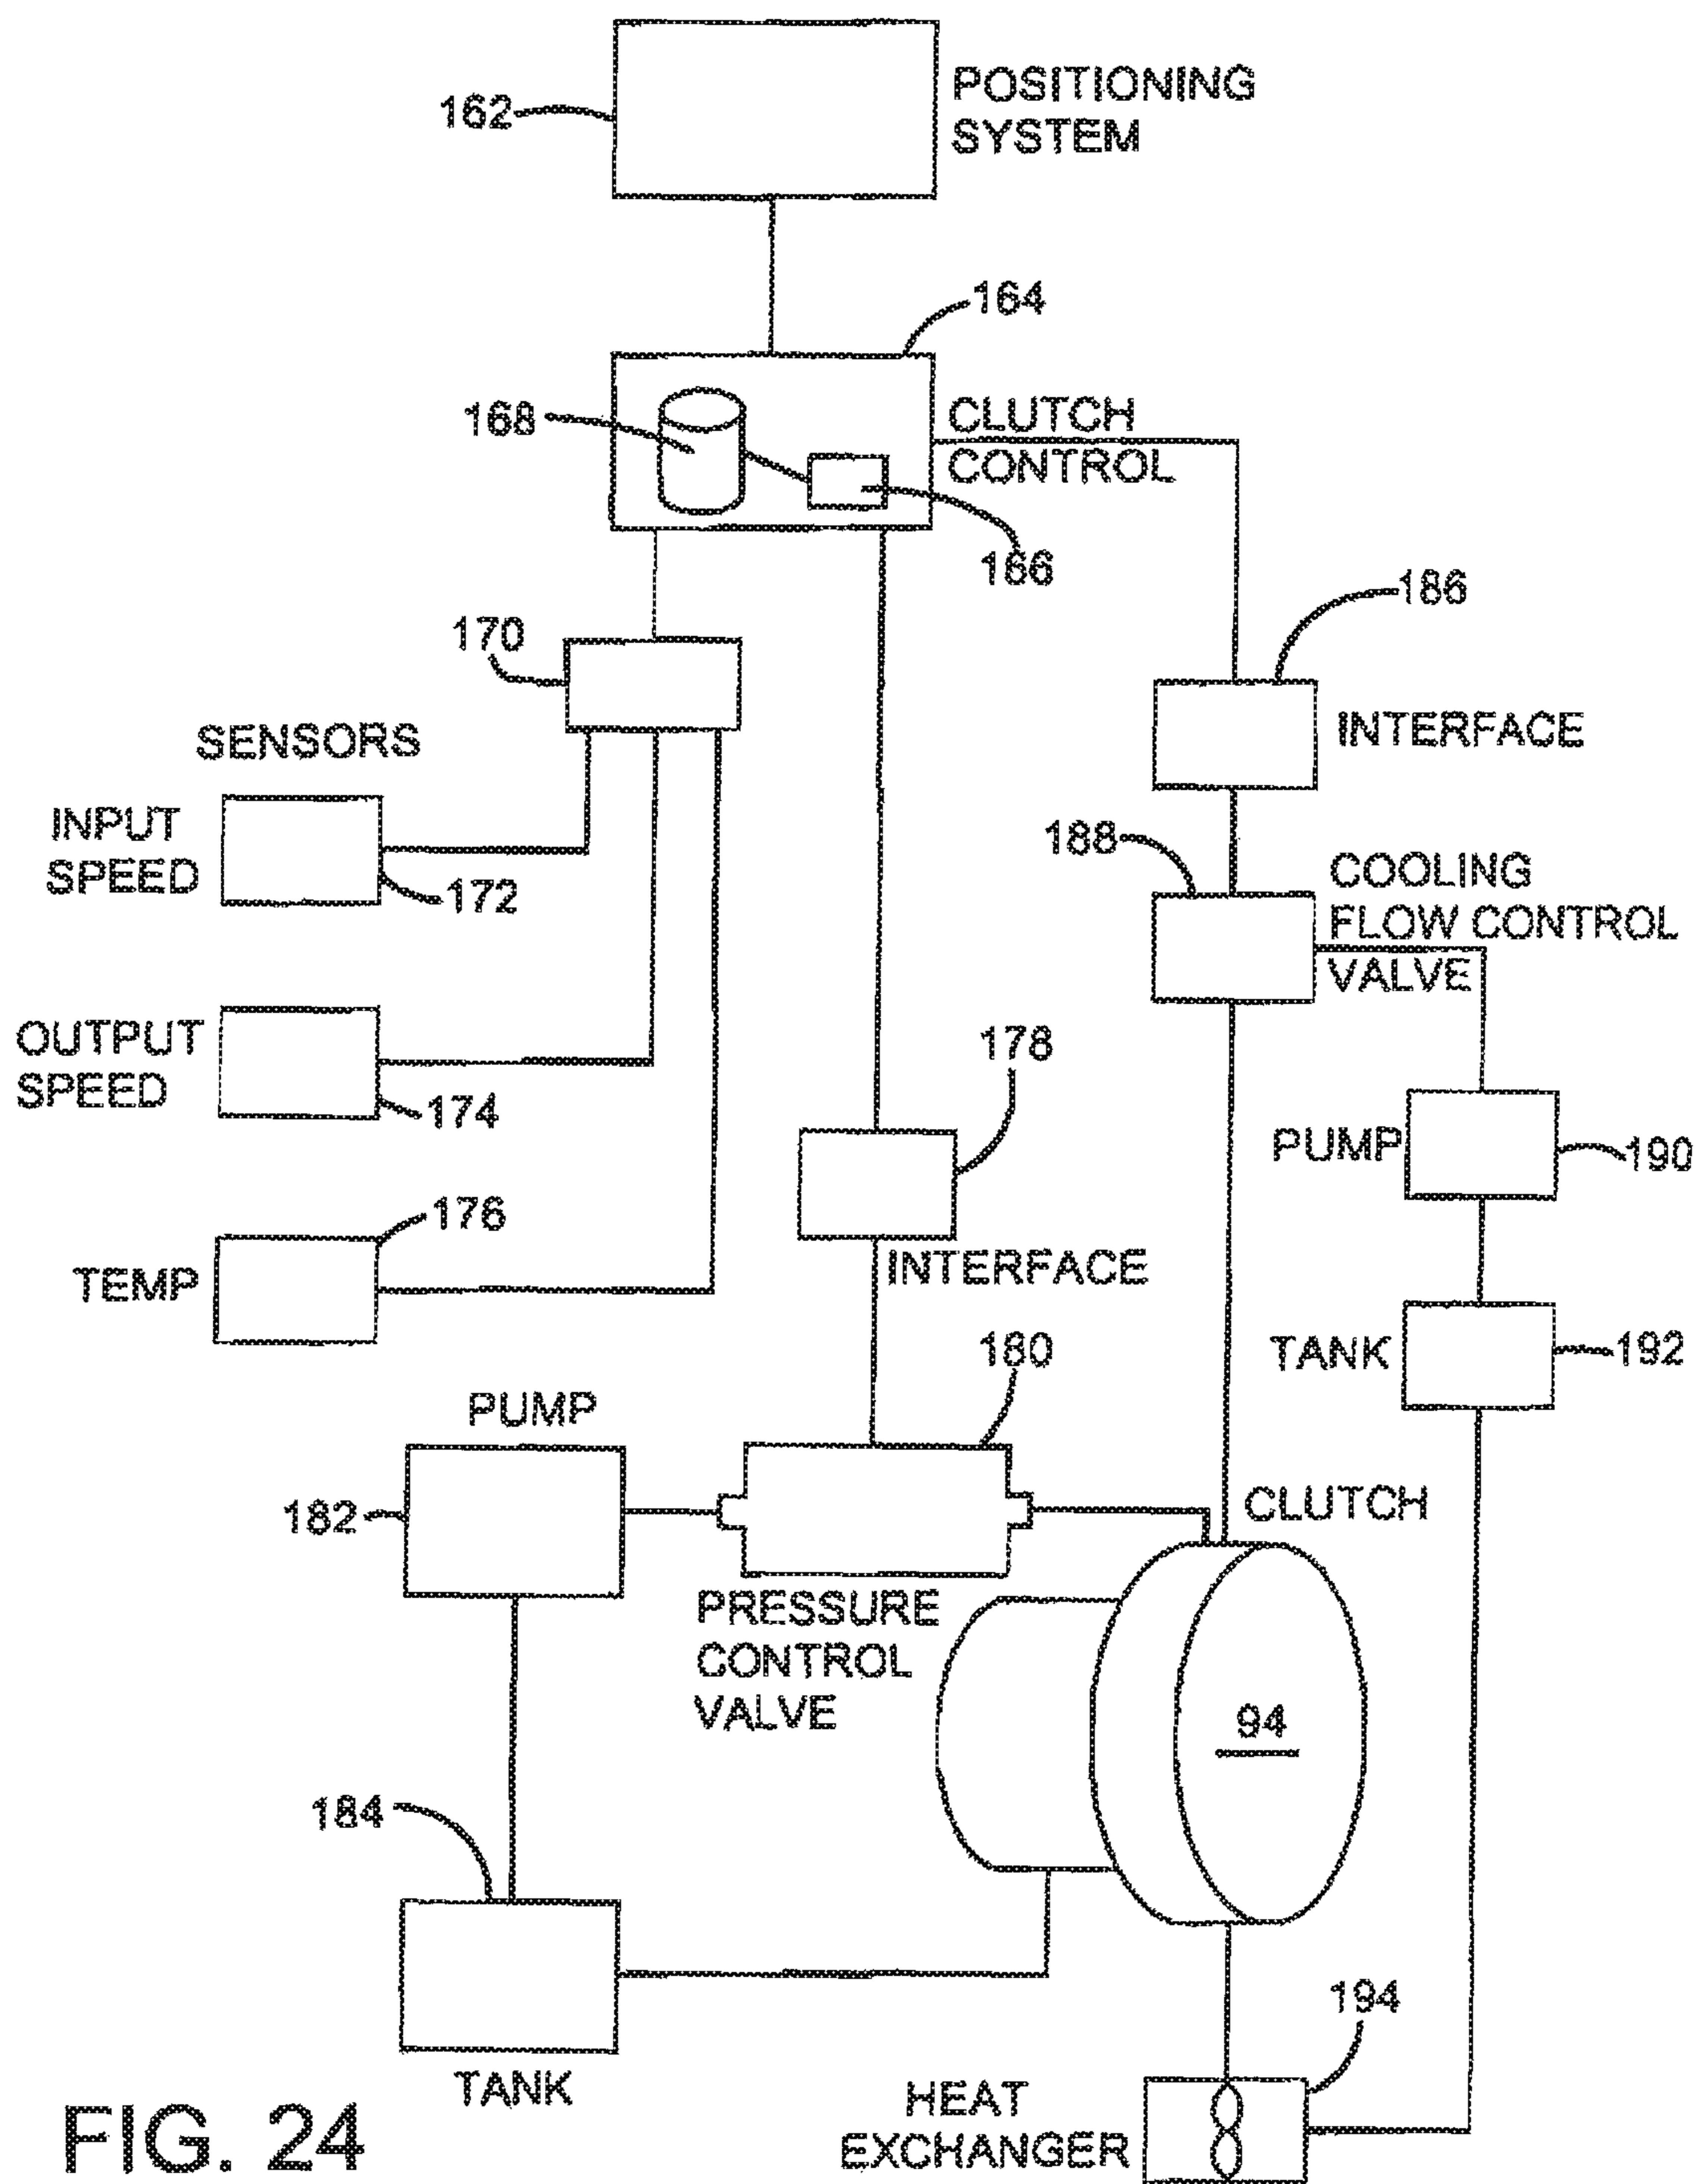 162
POSITIONING
SYSTEM
164
168
CLUTCH
CONTROL
166
186
170
INTERFACE
SENSORS
INPUT
SPEED
172
188
COOLING
FLOW CONTROL
VALVE
OUTPUT
SPEED
174
178
PUMP
190
176
TEMP
INTERFACE
180
TANK
192
PUMP
182
CLUTCH
PRESSURE
CONTROL
VALVE
94
184
194
TANK
HEAT
EXCHANGER
FIG. 24